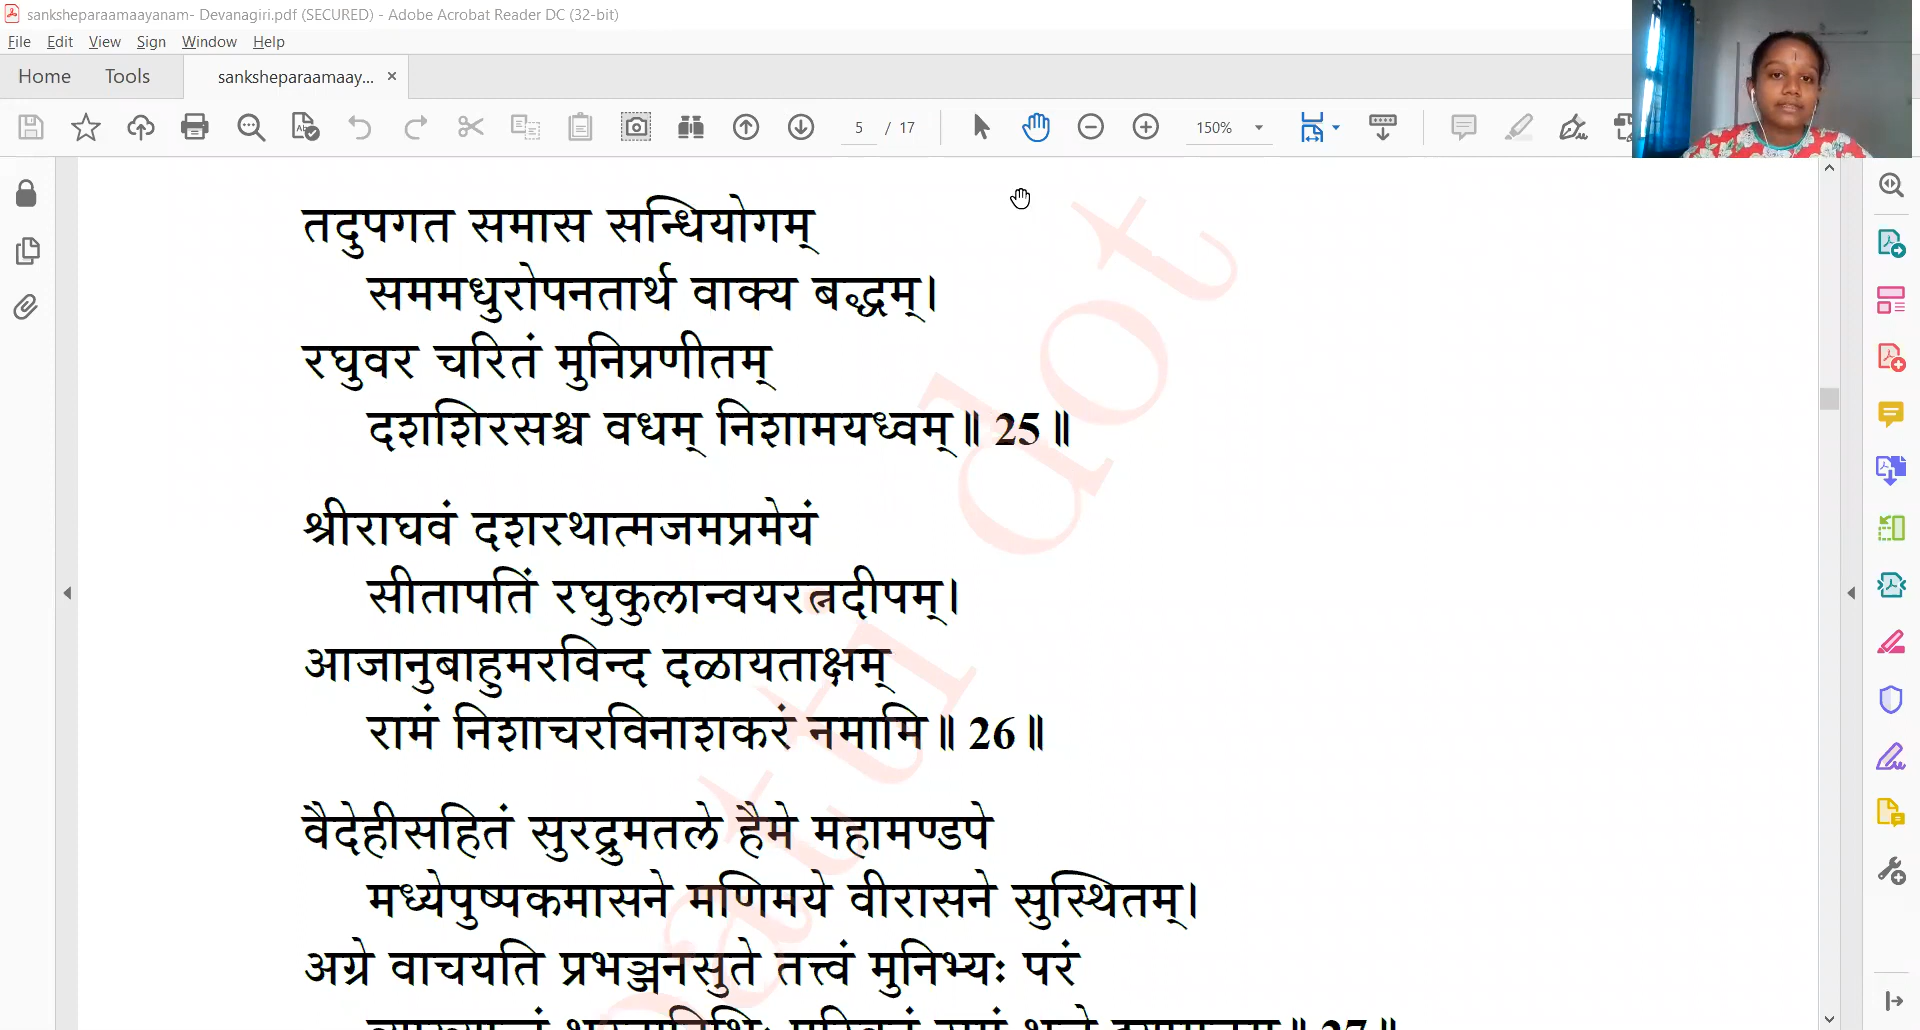 sanksheparaamaayanam- Devanagiri.pdf (SECURED) - Adobe Acrobat Reader DC (32-bit)
File Edit View Sign Window Help
Home Tools sanksheparaamaay... ×
5 / 17 150%
तदुपगत समास सन्धियोगम्
सममधुरोपनतार्थ वाक्य बद्धम्।
रघुवर चरितं मुनिप्रणीतम्
दशशिरसश्च वधम् निशामयध्वम्॥ 25॥
श्रीराघवं दशरथात्मजमप्रमेयं
सीतापतिं रघुकुलान्वयरत्नदीपम्।
आजानुबाहुमरविन्द दळायताक्षम्
रामं निशाचरविनाशकरं नमामि॥ 26॥
वैदेहीसहितं सुरद्रुमतले हैमे महामण्डपे
मध्येपुष्पकमासने मणिमये वीरासने सुस्थितम्।
अग्रे वाचयति प्रभञ्जनसुते तत्त्वं मुनिभ्यः परं
27॥
dot